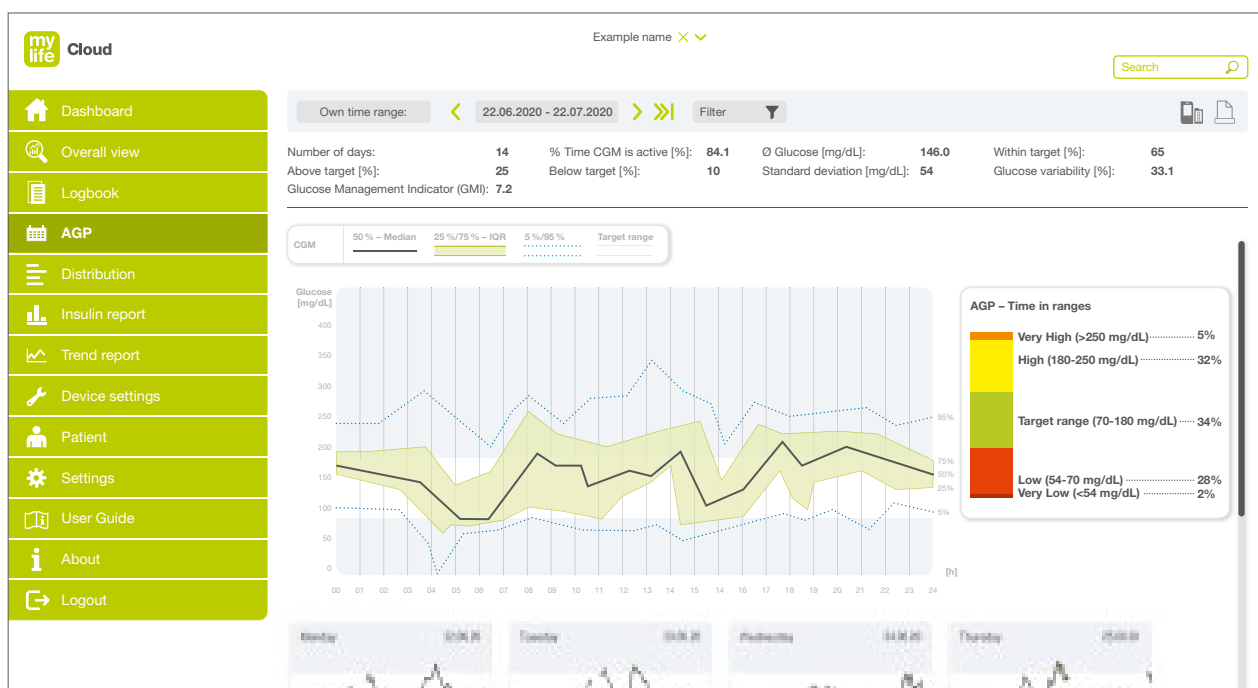 my life Cloud
Example name
Search
Dashboard
Overall view
Logbook
AGP
Distribution
Insulin report
Trend report
Device settings
Patient
Settings
User Guide
About
Logout
Own time range: 22.06.2020 - 22.07.2020 Filter
Number of days: 14 % Time CGM is active [%]: 84.1 Ø Glucose [mg/dL]: 146.0 Within target [%]: 65
Above target [%]: 25 Below target [%]: 10 Standard deviation [mg/dL]: 54 Glucose variability [%]: 33.1
Glucose Management Indicator (GMI): 7.2
CGM 50 % – Median 25 %/75 % – IQR 5 %/95 % Target range
Glucose
[mg/dL]
400
350
300
250
200
150
100
50
0
95%
75%
50%
25%
5%
[h]
00 01 02 03 04 05 06 07 08 09 10 11 12 13 14 15 14 15 17 18 19 20 21 22 23 24
AGP – Time in ranges
Very High (>250 mg/dL) 5%
High (180-250 mg/dL) 32%
Target range (70-180 mg/dL) 34%
Low (54-70 mg/dL) 28%
Very Low (<54 mg/dL) 2%
Monday Tuesday Wednesday Thursday